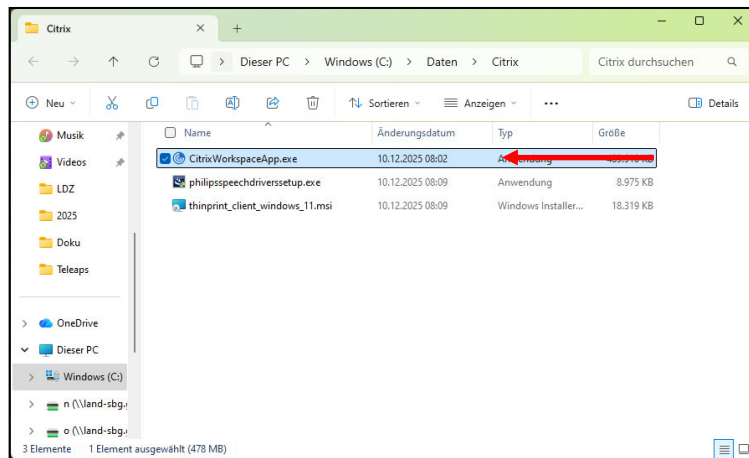 Citrix
Dieser PC > Windows (C:) > Daten > Citrix
Citrix durchsuchen
Neu
Sortieren
Anzeigen
Details
Name Änderungsdatum Typ Größe
Musik
Videos
LDZ
2025
Doku
Teleaps
OneDrive
Dieser PC
Windows (C:)
n (\\land-sbg.
o (\\land-sbg.
CitrixWorkspaceApp.exe 10.12.2025 08:02
philipsspeechdriverssetup.exe 10.12.2025 08:09 Anwendung 8.975 KB
thinprint_client_windows_11.msi 10.12.2025 08:09 Windows Installer... 18.319 KB
3 Elemente 1 Element ausgewählt (478 MB)